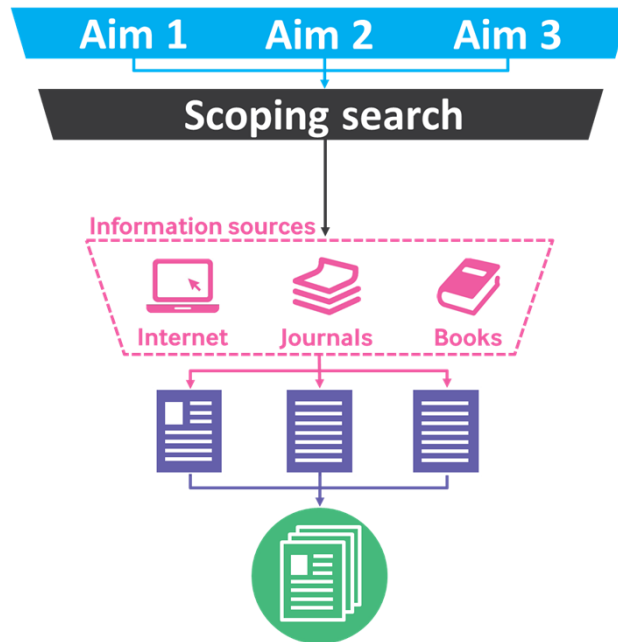 Aim 1 Aim 2 Aim 3
Scoping search
Information sources
Internet Journals Books